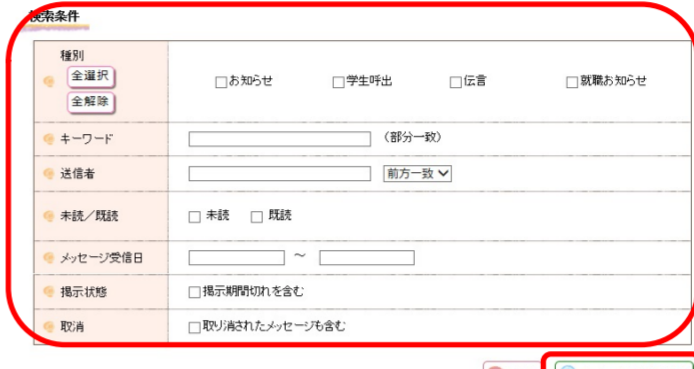 検索条件
種別
全選択
全解除
お知らせ 学生呼出 伝言 就職お知らせ
キーワード (部分一致)
送信者 前方一致
未読／既読 未読 既読
メッセージ受信日 ～
掲示状態 掲示期間切れを含む
取消 取り消されたメッセージも含む